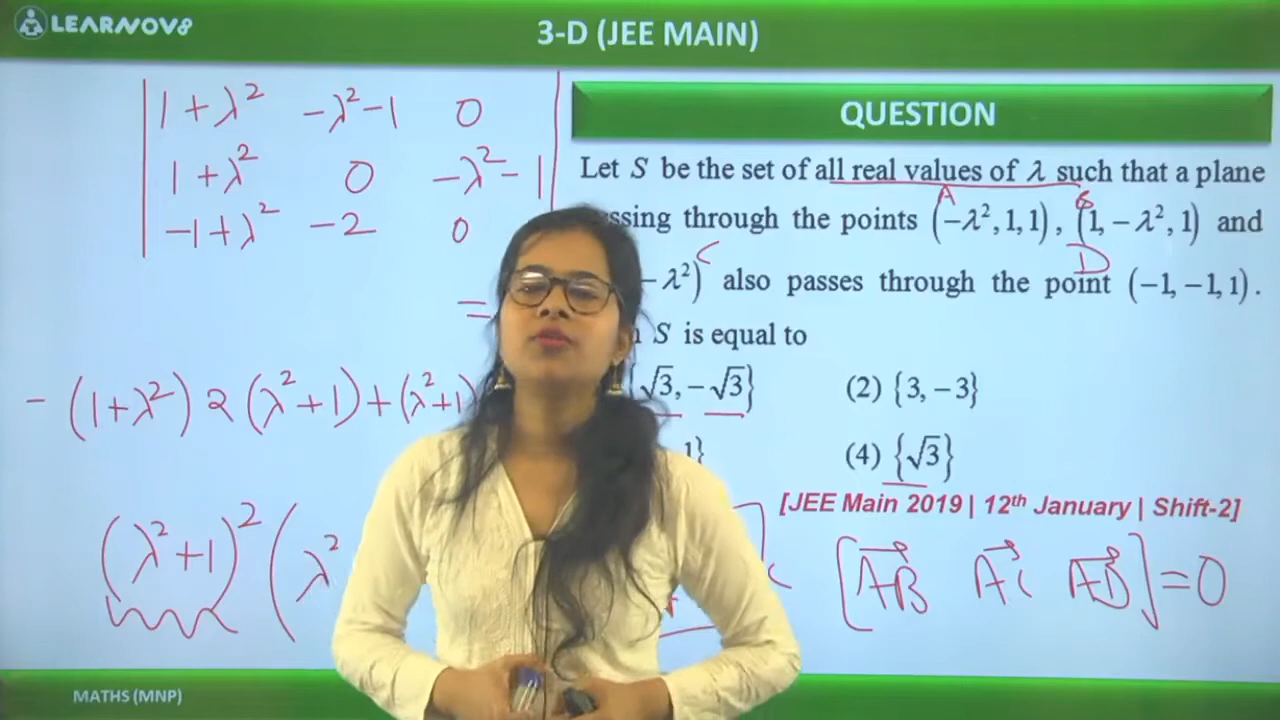 LEARNOV8
3-D (JEE MAIN)
1+λ² -λ²-1 0
1+λ² 0 -λ²-1
-1+λ² -2 0
=
-(1+λ²) 2(λ²+1)+(λ²+1)
(λ²+1)²(λ²
QUESTION
Let S be the set of all real values of λ such that a plane
through the points (-λ²,1,1), (1,-λ²,1) and
A B
-λ²) also passes through the point (-1,-1,1).
C D
S is equal to
√3,-√3}
(2) {3,-3}
1}
(4) {√3}
[JEE Main 2019 | 12th January | Shift-2]
[AB AC AD]=0
MATHS (MNP)